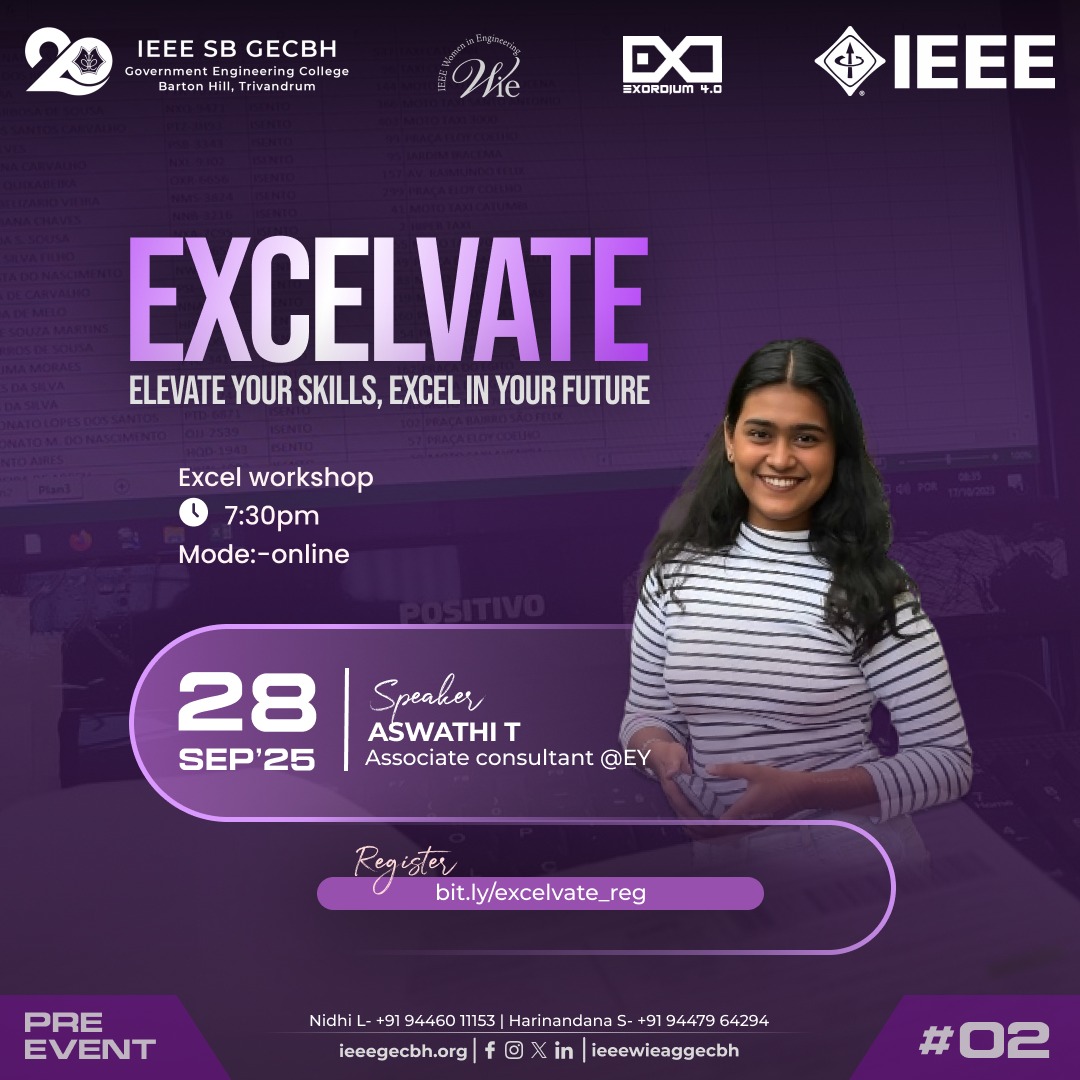 20
IEEE SB GECBH
Government Engineering College
Barton Hill, Trivandrum
IEEE Women in Engineering
Wie
EXORDIUM 4.0
IEEE
EXCELVATE
ELEVATE YOUR SKILLS, EXCEL IN YOUR FUTURE
Excel workshop
7:30pm
Mode:-online
POSITIVO
28
SEP'25
Speaker
ASWATHI T
Associate consultant @EY
Register
bit.ly/excelvate_reg
PRE
EVENT
Nidhi L- +91 94460 11153 | Harinandana S- +91 94479 64294
ieeegecbh.org | ieeewieaggecbh
#02